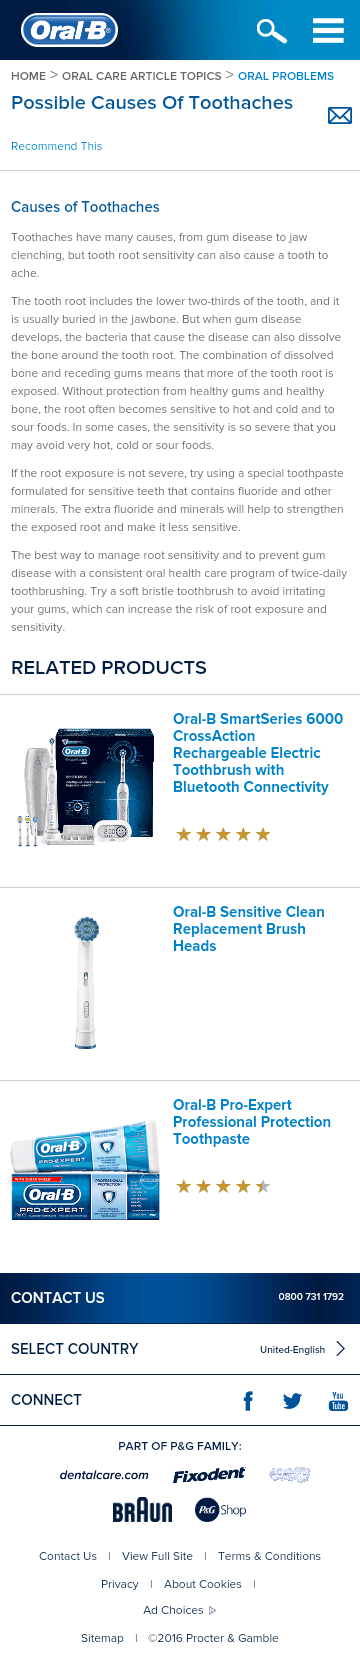 Oral-B
HOME > ORAL CARE ARTICLE TOPICS > ORAL PROBLEMS
Possible Causes Of Toothaches
Recommend This
Causes of Toothaches
Toothaches have many causes, from gum disease to jaw
clenching, but tooth root sensitivity can also cause a tooth to
ache.
The tooth root includes the lower two-thirds of the tooth, and it
is usually buried in the jawbone. But when gum disease
develops, the bacteria that cause the disease can also dissolve
the bone around the tooth root. The combination of dissolved
bone and receding gums means that more of the tooth root is
exposed. Without protection from healthy gums and healthy
bone, the root often becomes sensitive to hot and cold and to
sour foods. In some cases, the sensitivity is so severe that you
may avoid very hot, cold or sour foods.
If the root exposure is not severe, try using a special toothpaste
formulated for sensitive teeth that contains fluoride and other
minerals. The extra fluoride and minerals will help to strengthen
the exposed root and make it less sensitive.
The best way to manage root sensitivity and to prevent gum
disease with a consistent oral health care program of twice-daily
toothbrushing. Try a soft bristle toothbrush to avoid irritating
your gums, which can increase the risk of root exposure and
sensitivity.
RELATED PRODUCTS
Oral-B SmartSeries 6000
CrossAction
Rechargeable Electric
Toothbrush with
Bluetooth Connectivity
Oral-B
Oral-B Sensitive Clean
Replacement Brush
Heads
Oral-B Pro-Expert
Professional Protection
Toothpaste
Oral-B
PRO-EXPERT
Oral-B
PRO-EXPERT
CONTACT US
0800 731 1792
SELECT COUNTRY
United-English
CONNECT
You
Tube
PART OF P&G FAMILY:
dentalcare.com
Fixodent
BRAUN
P&G Shop
Contact Us | View Full Site | Terms & Conditions
Privacy | About Cookies |
Ad Choices
Sitemap | ©2016 Procter & Gamble